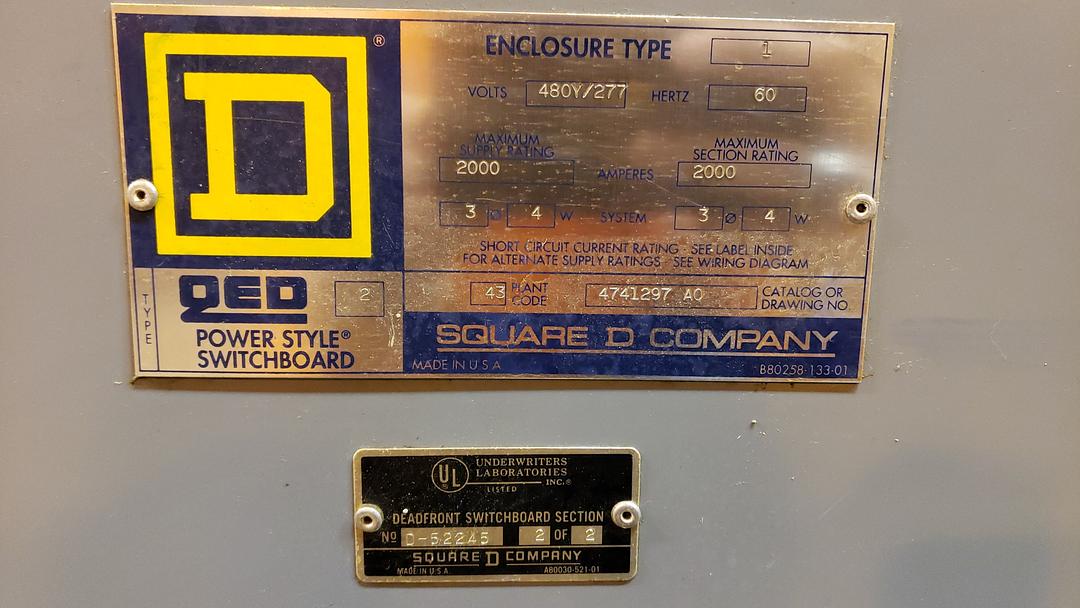 D ®
ENCLOSURE TYPE 1
VOLTS 480Y/277 HERTZ 60
MAXIMUM SUPPLY RATING 2000 AMPERES MAXIMUM SECTION RATING 2000
3 Ø 4 W SYSTEM 3 Ø 4 W
SHORT CIRCUIT CURRENT RATING - SEE LABEL INSIDE
FOR ALTERNATE SUPPLY RATINGS - SEE WIRING DIAGRAM
TYPE
QED 2
POWER STYLE®
SWITCHBOARD
43 PLANT CODE 4741297 A0 CATALOG OR DRAWING NO.
SQUARE D COMPANY
MADE IN U S A B80258-133-01
UL UNDERWRITERS
LABORATORIES
INC.®
LISTED
DEADFRONT SWITCHBOARD SECTION
Nº D-52245 2 OF 2
SQUARE D COMPANY
MADE IN U.S.A. A80030-521-01